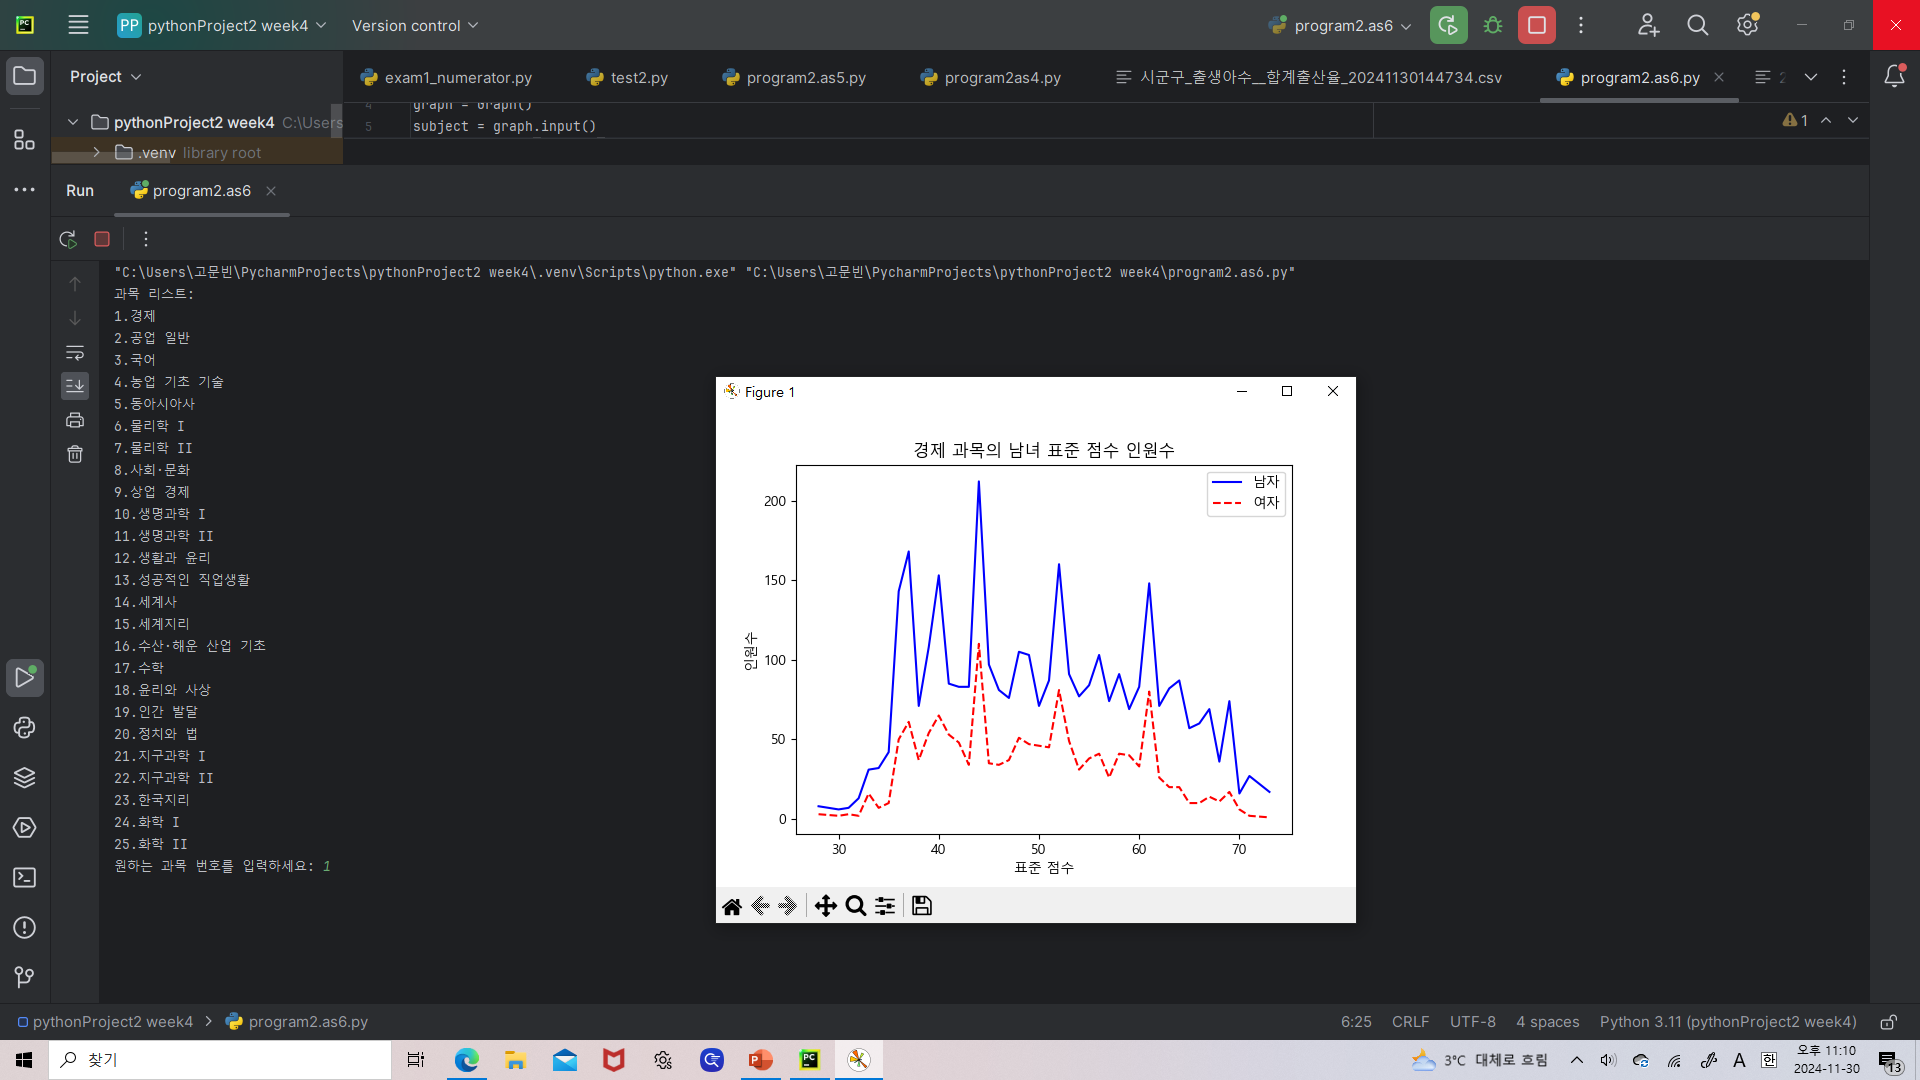 PP pythonProject2 week4 Version control program2.as6
Project
exam1_numerator.py test2.py program2.as5.py program2as4.py 시군구_출생아수__합계출산율_20241130144734.csv program2.as6.py 2
pythonProject2 week4 C:\Users
.venv library root
4 graph = Graph()
5 subject = graph.input()
1
Run program2.as6
"C:\Users\고문빈\PycharmProjects\pythonProject2 week4\.venv\Scripts\python.exe" "C:\Users\고문빈\PycharmProjects\pythonProject2 week4\program2.as6.py"
과목 리스트:
1.경제
2.공업 일반
3.국어
4.농업 기초 기술
5.동아시아사
6.물리학 I
7.물리학 II
8.사회·문화
9.상업 경제
10.생명과학 I
11.생명과학 II
12.생활과 윤리
13.성공적인 직업생활
14.세계사
15.세계지리
16.수산·해운 산업 기초
17.수학
18.윤리와 사상
19.인간 발달
20.정치와 법
21.지구과학 I
22.지구과학 II
23.한국지리
24.화학 I
25.화학 II
원하는 과목 번호를 입력하세요: 1
Figure 1
경제 과목의 남녀 표준 점수 인원수
남자
여자
200
150
100
50
0
인원수
30 40 50 60 70
표준 점수
pythonProject2 week4 > program2.as6.py
6:25 CRLF UTF-8 4 spaces Python 3.11 (pythonProject2 week4)
찾기
3°C 대체로 흐림
A 한
오후 11:10
2024-11-30
13